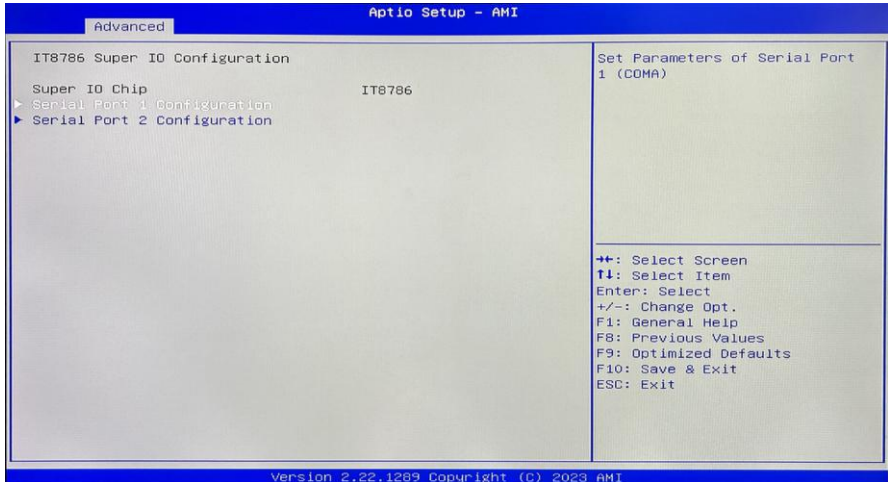 Aptio Setup – AMI
Advanced
IT8786 Super IO Configuration
Super IO Chip IT8786
▶ Serial Port 1 Configuration
▶ Serial Port 2 Configuration
Set Parameters of Serial Port
1 (COMA)
→←: Select Screen
↑↓: Select Item
Enter: Select
+/-: Change Opt.
F1: General Help
F8: Previous Values
F9: Optimized Defaults
F10: Save & Exit
ESC: Exit
Version 2.22.1289 Copyright (C) 2023 AMI